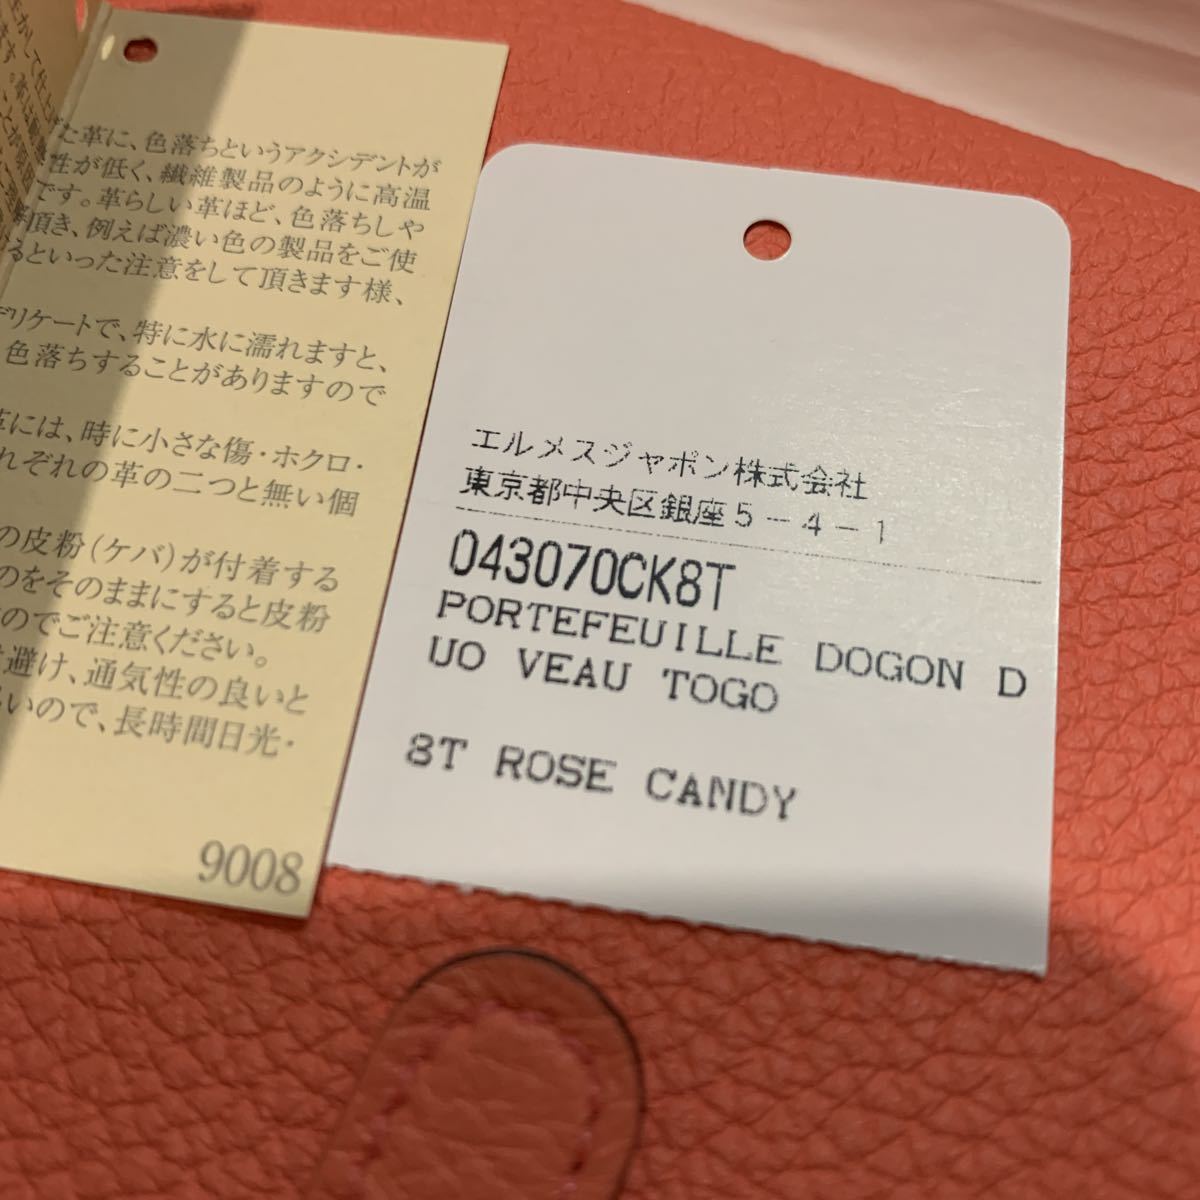 た革に、色落ちというアクシデントが
性が低く、繊維製品のように高温
です。革らしい革ほど、色落ちしや
頂き、例えば濃い色の製品をご使
るといった注意をして頂きます様、
デリケートで、特に水に濡れますと、
色落ちすることがありますので
革には、時に小さな傷・ホクロ・
れぞれの革の二つと無い個
の皮粉(ケバ)が付着する
のをそのままにすると皮粉
のでご注意ください。
避け、通気性の良いと
いので、長時間日光・
9008
エルメスジャポン株式会社
東京都中央区銀座5-4-1
043070CK8T
PORTEFEUILLE DOGON D
UO VEAU TOGO
8T ROSE CANDY